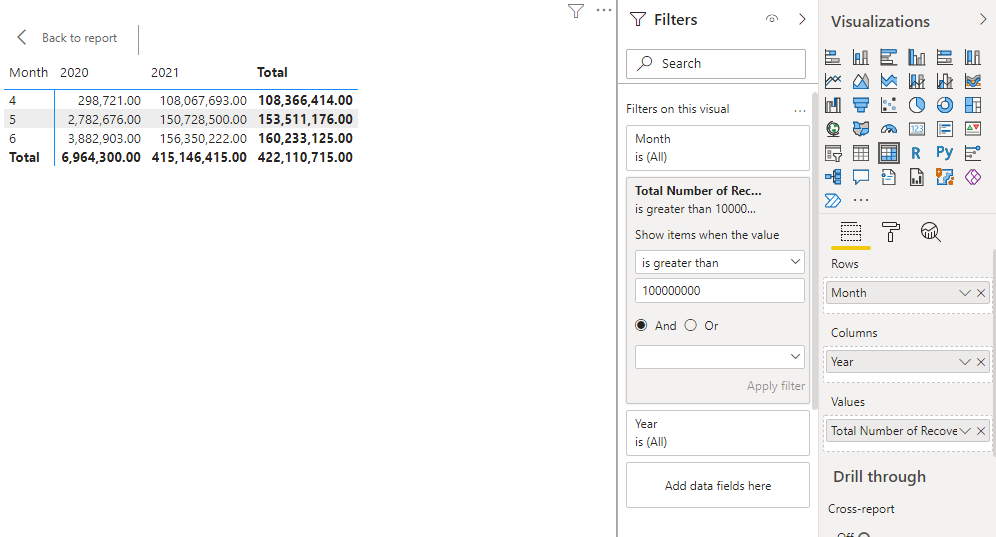 Back to report
Month 2020 2021 Total
4 298,721.00 108,067,693.00 108,366,414.00
5 2,782,676.00 150,728,500.00 153,511,176.00
6 3,882,903.00 156,350,222.00 160,233,125.00
Total 6,964,300.00 415,146,415.00 422,110,715.00
Filters
Search
Filters on this visual
Month
is (All)
Total Number of Rec...
is greater than 10000...
Show items when the value
is greater than
100000000
And Or
Apply filter
Year
is (All)
Add data fields here
Visualizations
123
R Py
Rows
Month
Columns
Year
Values
Total Number of Recove
Drill through
Cross-report
Off